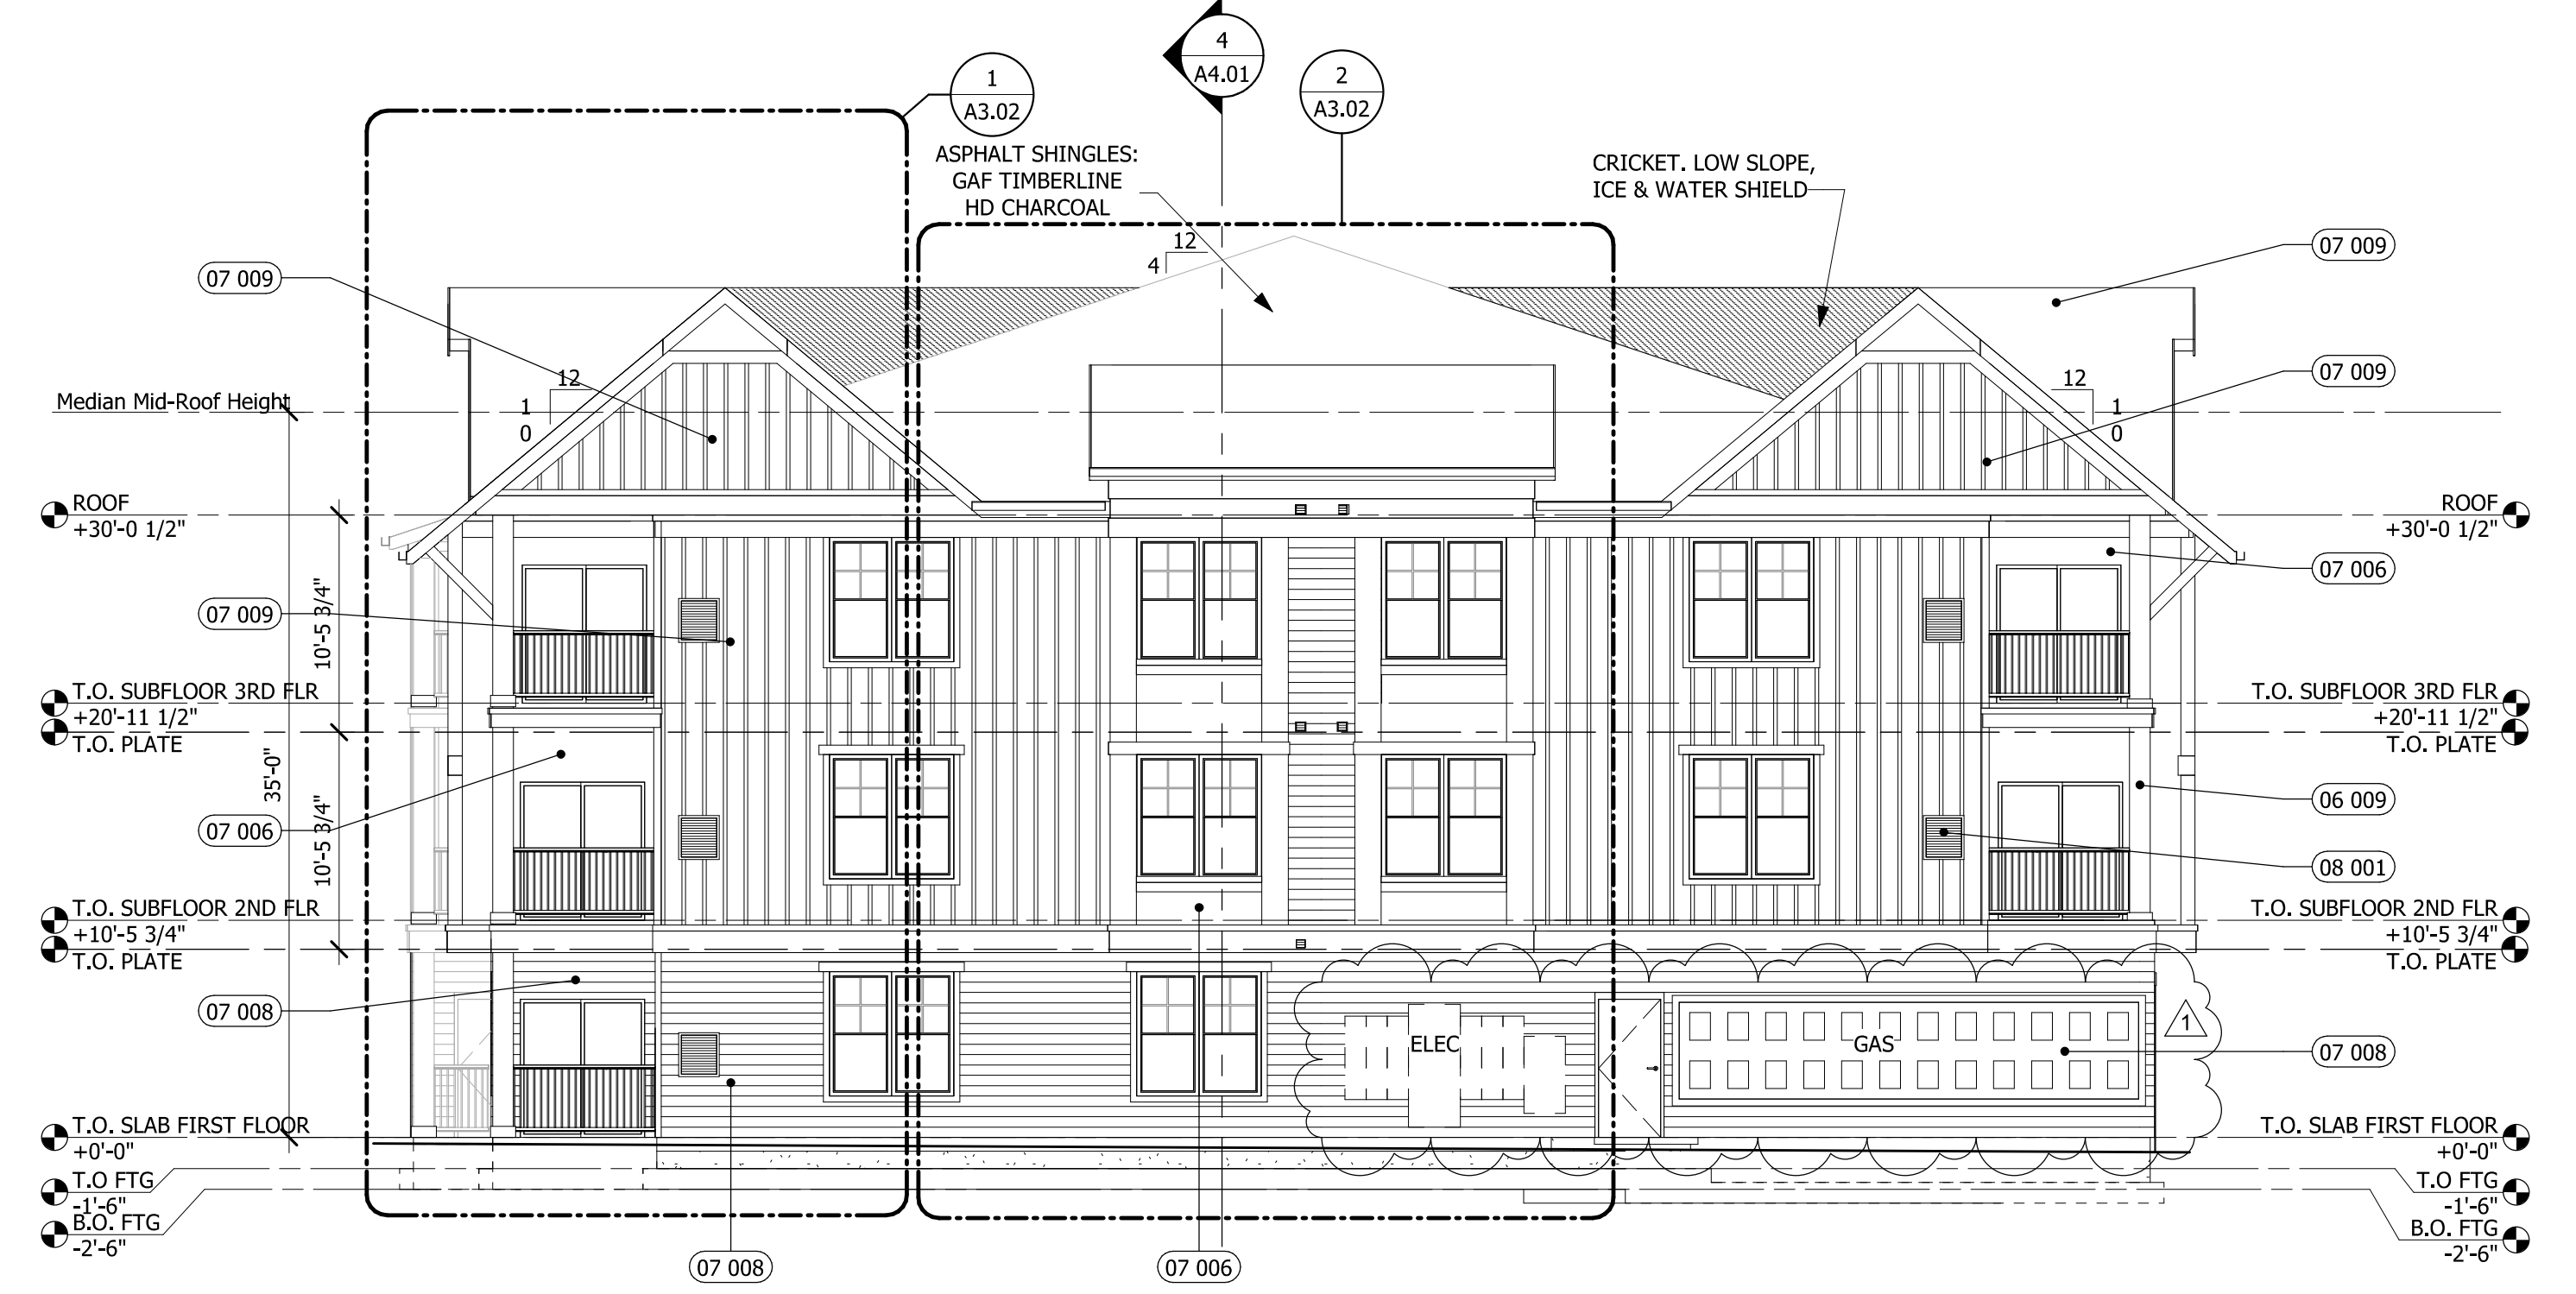 4
A4.01
1
A3.02
2
A3.02
ASPHALT SHINGLES:
GAF TIMBERLINE
HD CHARCOAL
CRICKET. LOW SLOPE,
ICE & WATER SHIELD
12
4
07 009
07 009
07 009
12
1
0
12
1
0
Median Mid-Roof Height
ROOF
+30'-0 1/2"
ROOF
+30'-0 1/2"
07 006
07 009
10'-5 3/4"
T.O. SUBFLOOR 3RD FLR
+20'-11 1/2"
T.O. PLATE
T.O. SUBFLOOR 3RD FLR
+20'-11 1/2"
T.O. PLATE
35'-0"
06 009
07 006
10'-5 3/4"
08 001
T.O. SUBFLOOR 2ND FLR
+10'-5 3/4"
T.O. PLATE
T.O. SUBFLOOR 2ND FLR
+10'-5 3/4"
T.O. PLATE
07 008
1
ELEC
GAS
07 008
T.O. SLAB FIRST FLOOR
+0'-0"
T.O. SLAB FIRST FLOOR
+0'-0"
T.O FTG
-1'-6"
B.O. FTG
-2'-6"
T.O FTG
-1'-6"
B.O. FTG
-2'-6"
07 008
07 006